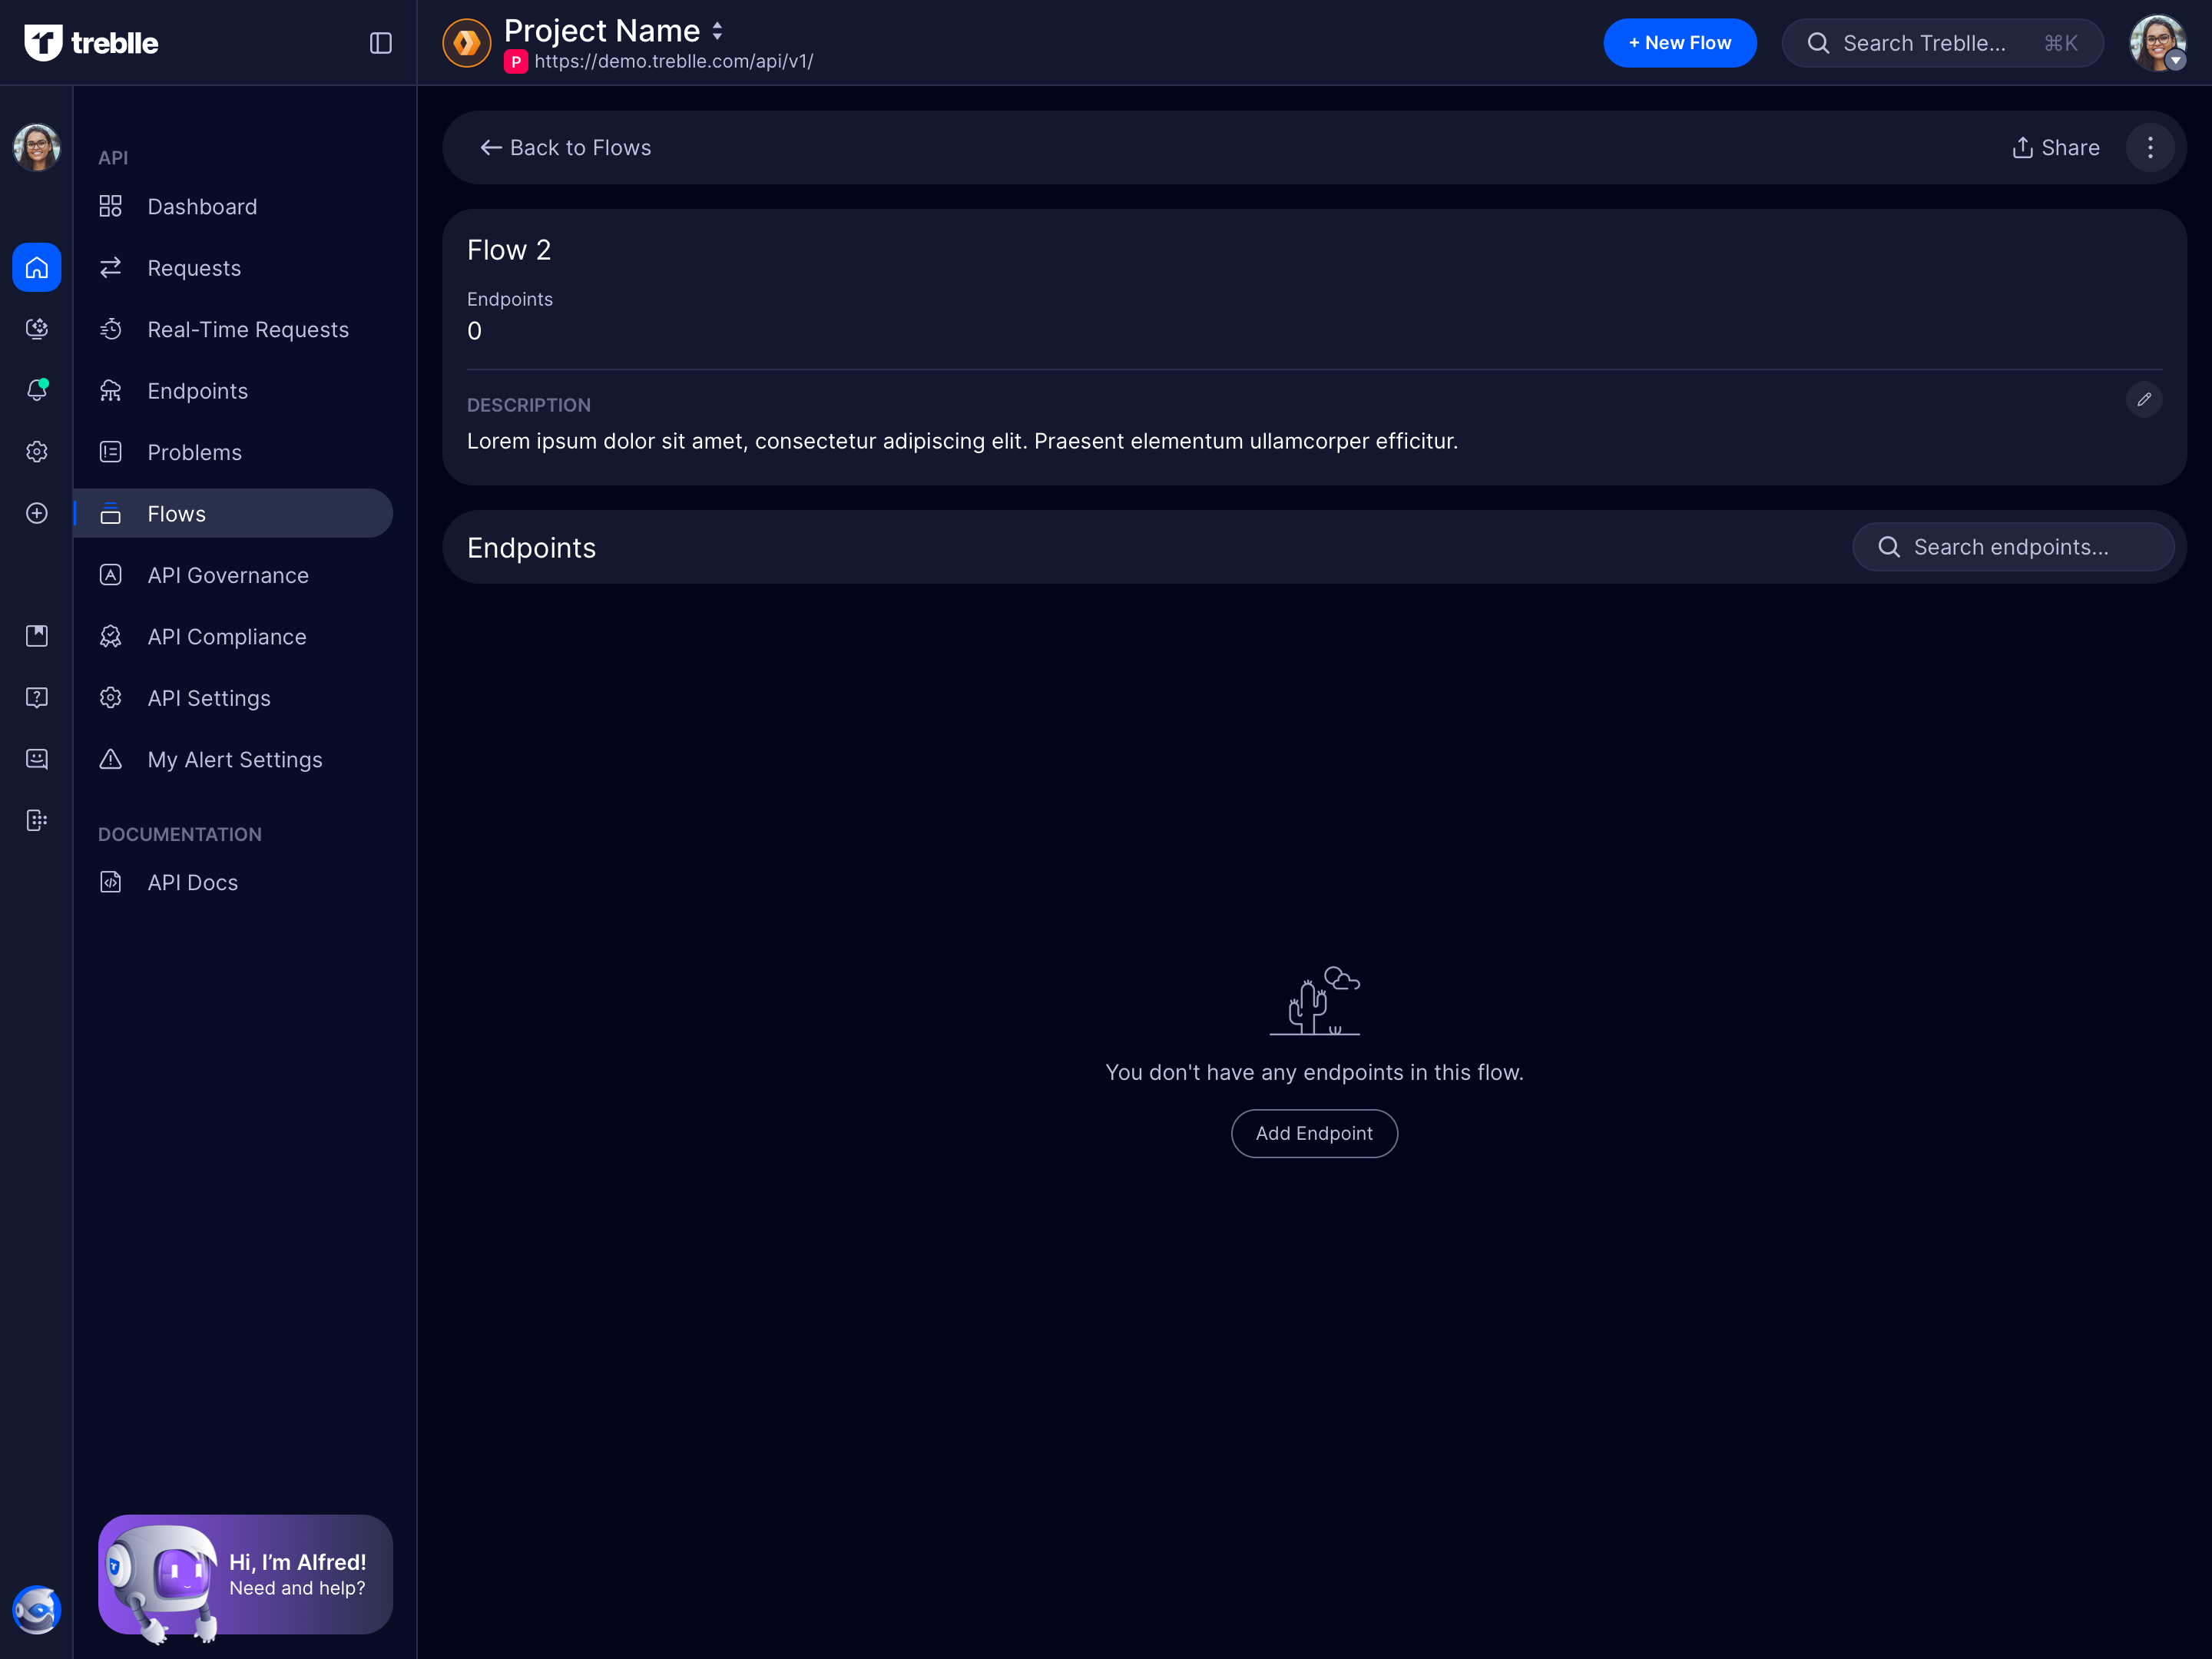 treblle
Project Name
P https://demo.treblle.com/api/v1/
+ New Flow
Search Treblle... ⌘K
API
Dashboard
Requests
Real-Time Requests
Endpoints
Problems
Flows
API Governance
API Compliance
API Settings
My Alert Settings
DOCUMENTATION
API Docs
Hi, I’m Alfred!
Need and help?
Back to Flows
Share
Flow 2
Endpoints
0
DESCRIPTION
Lorem ipsum dolor sit amet, consectetur adipiscing elit. Praesent elementum ullamcorper efficitur.
Endpoints
Search endpoints...
You don't have any endpoints in this flow.
Add Endpoint